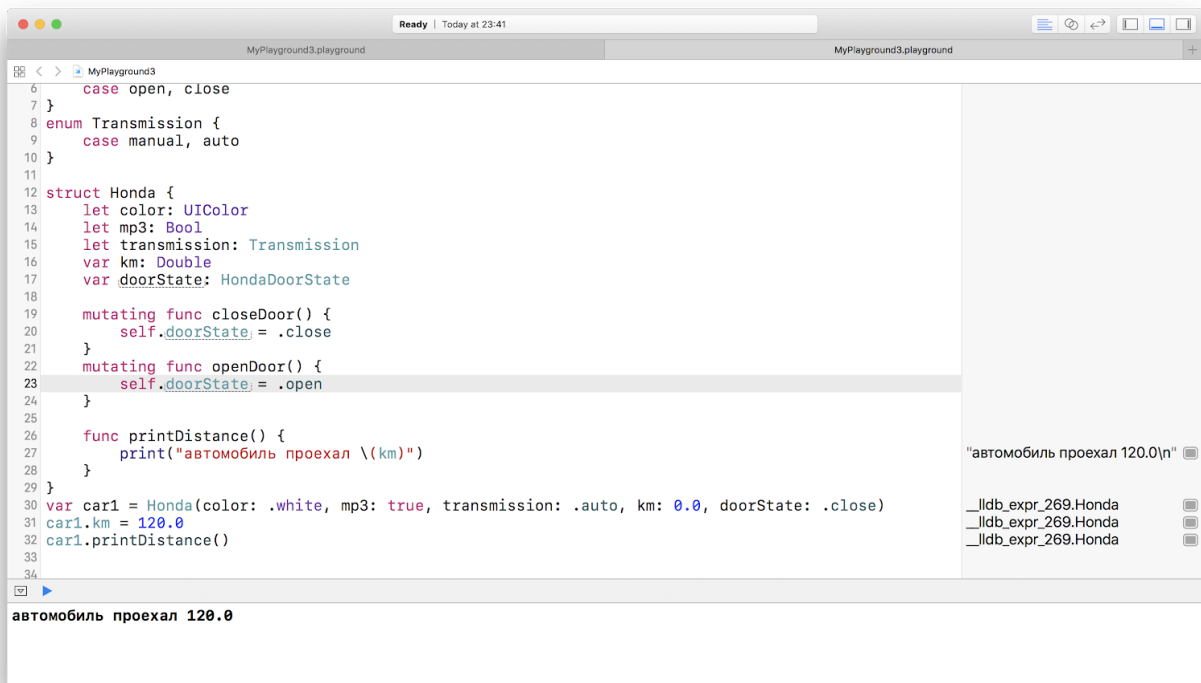 Ready | Today at 23:41
MyPlayground3.playground
MyPlayground3.playground
MyPlayground3
6 case open, close
7 }
8 enum Transmission {
9 case manual, auto
10 }
11
12 struct Honda {
13 let color: UIColor
14 let mp3: Bool
15 let transmission: Transmission
16 var km: Double
17 var doorState: HondaDoorState
18
19 mutating func closeDoor() {
20 self.doorState = .close
21 }
22 mutating func openDoor() {
23 self.doorState = .open
24 }
25
26 func printDistance() {
27 print("автомобиль проехал \(km)") "автомобиль проехал 120.0\n"
28 }
29 }
30 var car1 = Honda(color: .white, mp3: true, transmission: .auto, km: 0.0, doorState: .close) __lldb_expr_269.Honda
31 car1.km = 120.0 __lldb_expr_269.Honda
32 car1.printDistance() __lldb_expr_269.Honda
33
34
автомобиль проехал 120.0